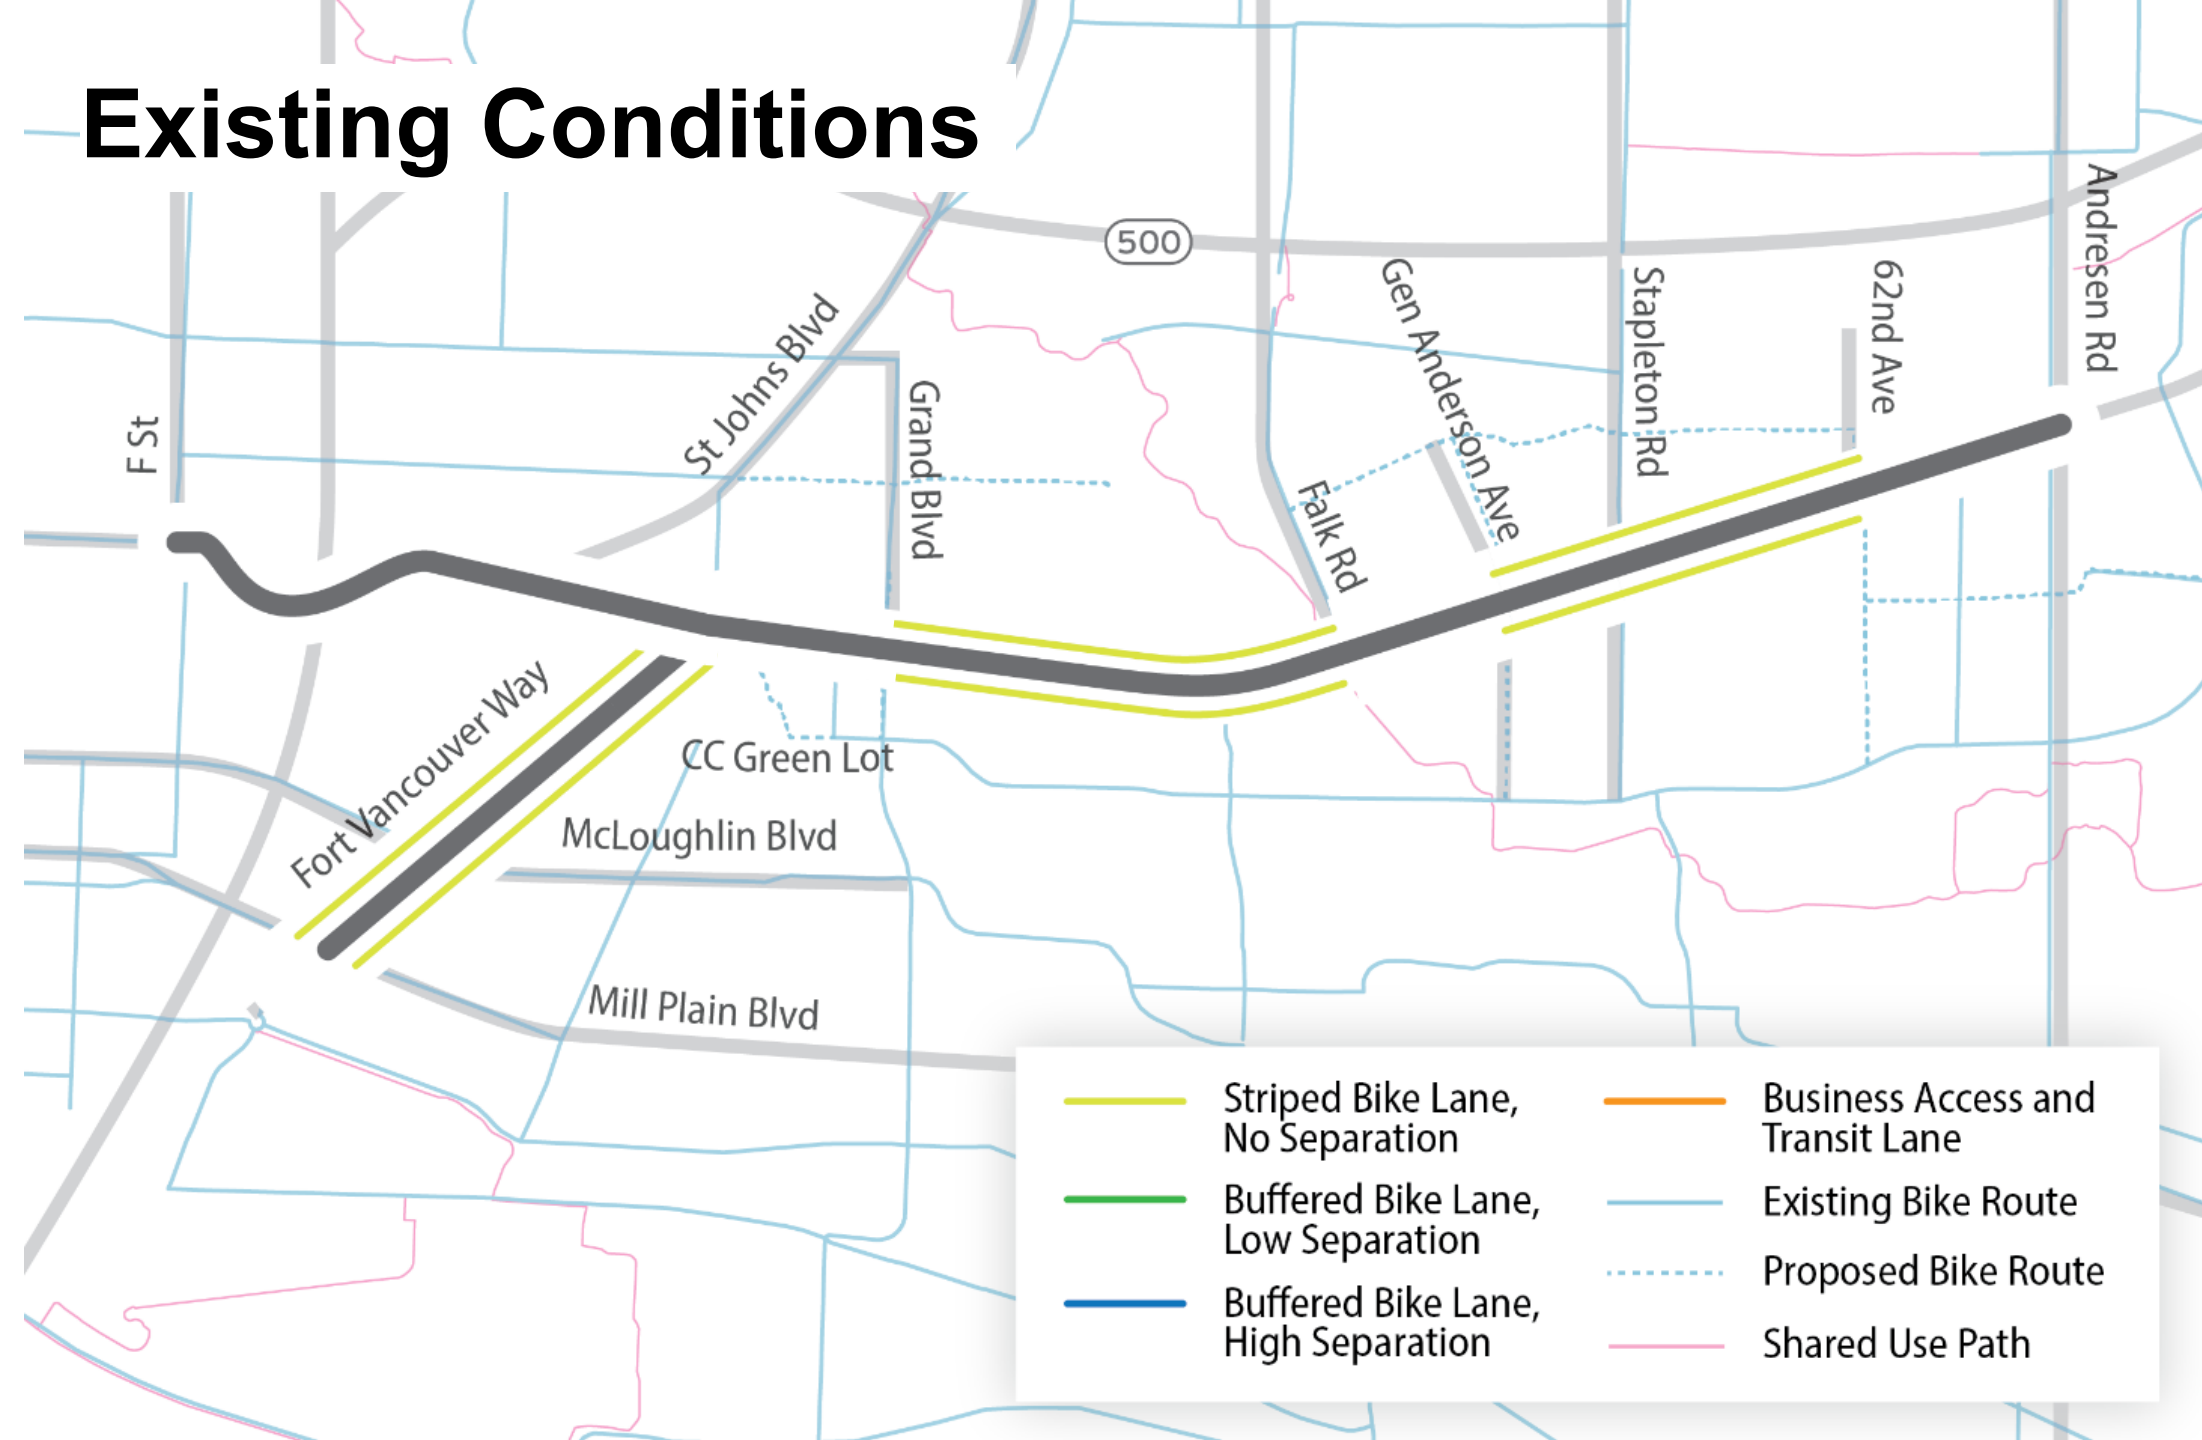 Existing Conditions
500
Andresen Rd
62nd Ave
Stapleton Rd
Gen Anderson Ave
St Johns Blvd
Grand Blvd
F St
Falk Rd
Fort Vancouver Way
CC Green Lot
McLoughlin Blvd
Mill Plain Blvd
Striped Bike Lane,
No Separation
Buffered Bike Lane,
Low Separation
Buffered Bike Lane,
High Separation
Business Access and
Transit Lane
Existing Bike Route
Proposed Bike Route
Shared Use Path